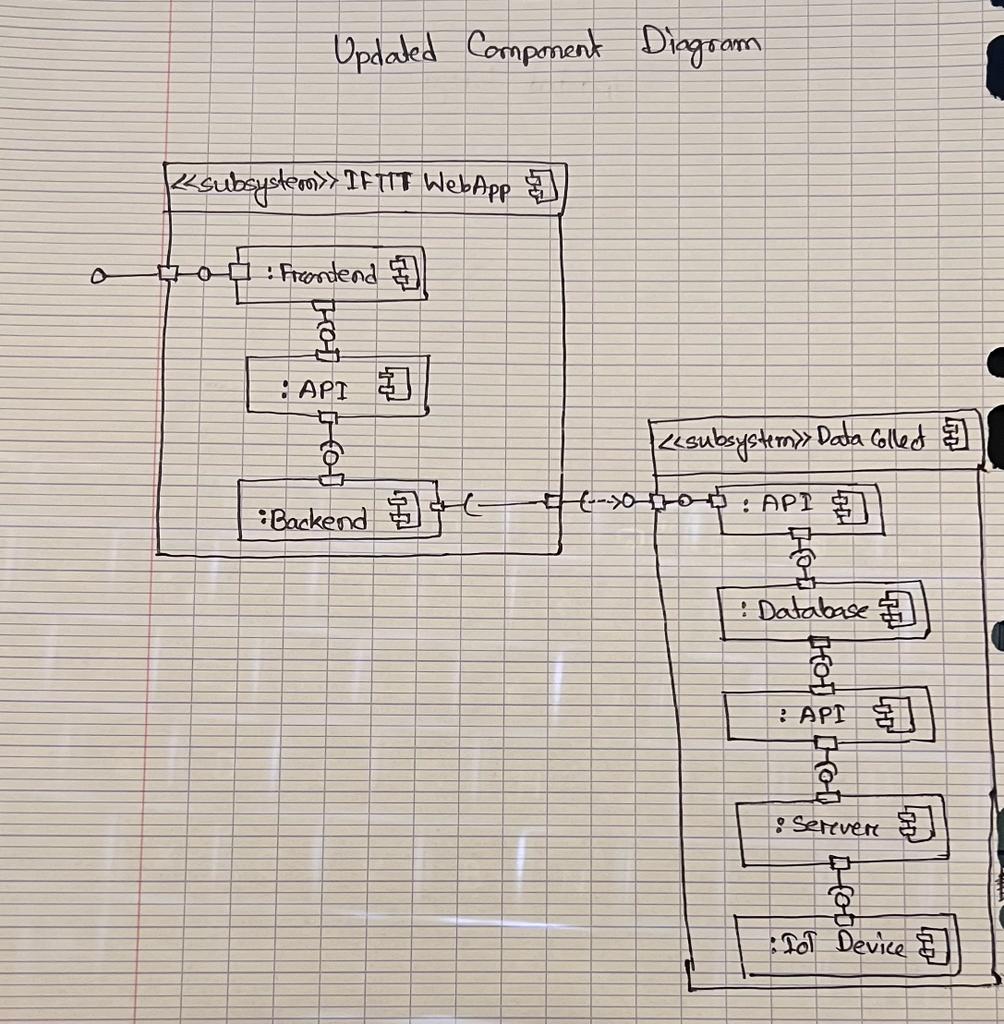 Updated Component Diagram
<<subsystem>> IFTTT WebApp
:Frontend
:API
:Backend
<<subsystem>> Data Collect
:API
:Database
:API
:Server
:IoT Device